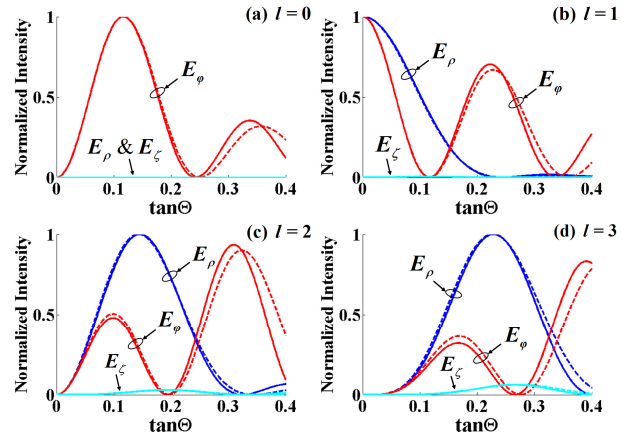 (a) l=0
Normalized Intensity
1
0.5
0
E_φ
E_ρ & E_ζ
0 0.1 0.2 0.3 0.4
tanΘ
(b) l = 1
Normalized Intensity
1
0.5
0
E_ρ
E_φ
E_ζ
0 0.1 0.2 0.3 0.4
tanΘ
(c) l = 2
Normalized Intensity
1
0.5
0
E_ρ
E_φ
E_ζ
0 0.1 0.2 0.3 0.4
tanΘ
(d) l = 3
Normalized Intensity
1
0.5
0
E_ρ
E_φ
E_ζ
0 0.1 0.2 0.3 0.4
tanΘ